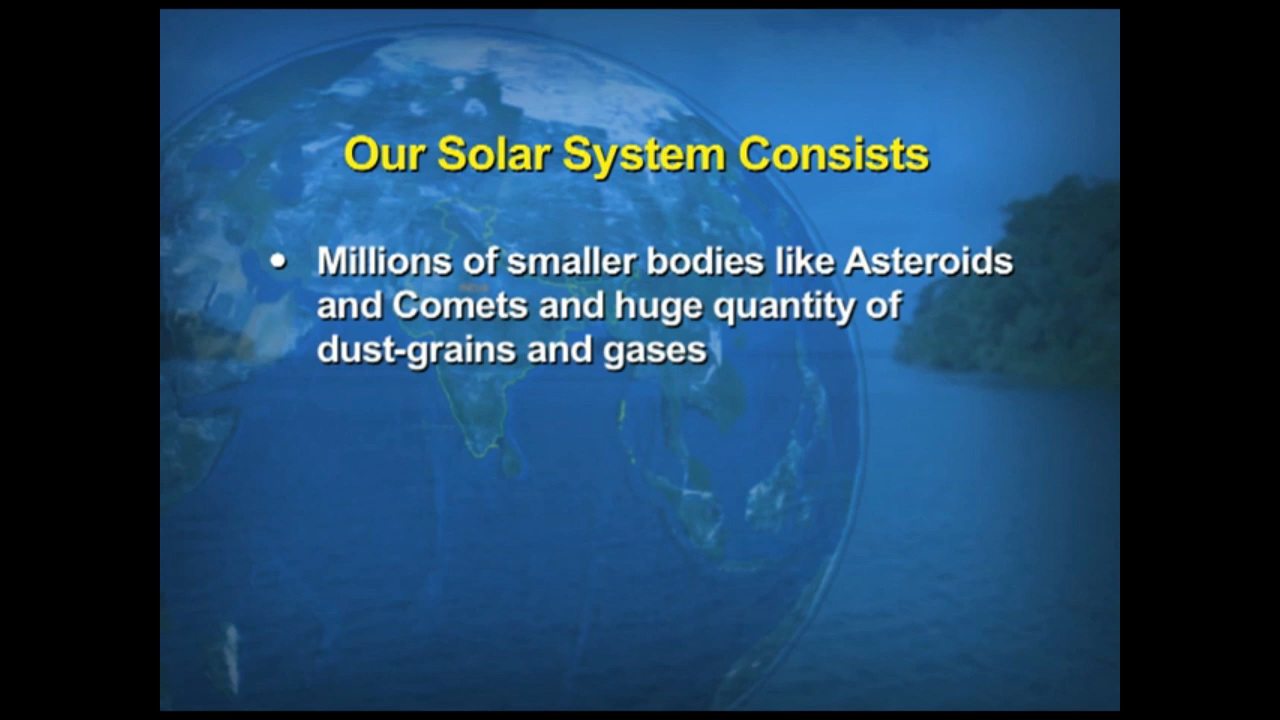 Our Solar System Consists
• Millions of smaller bodies like Asteroids
and Comets and huge quantity of
dust-grains and gases